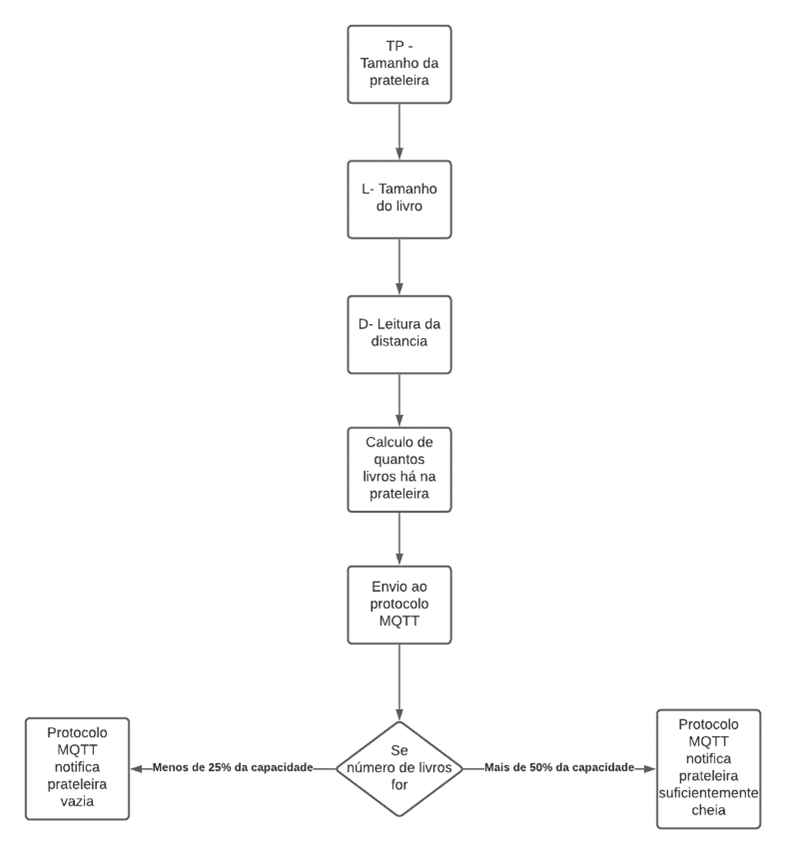 TP -
Tamanho da
prateleira
L- Tamanho
do livro
D- Leitura da
distancia
Calculo de
quantos
livros há na
prateleira
Envio ao
protocolo
MQTT
Se
número de livros
for
Menos de 25% da capacidade
Mais de 50% da capacidade
Protocolo
MQTT
notifica
prateleira
vazia
Protocolo
MQTT
notifica
prateleira
suficientemente
cheia